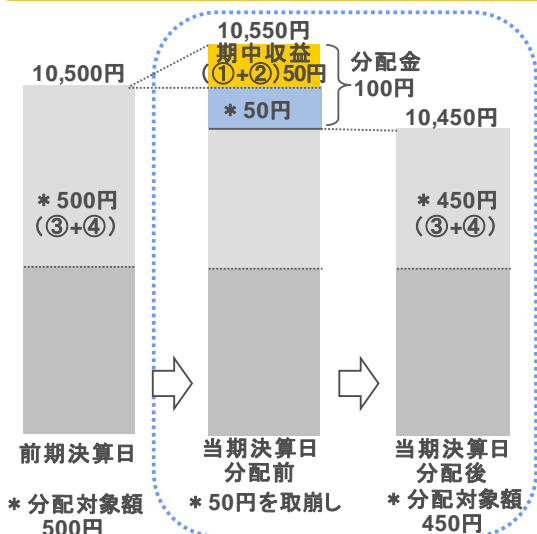 10,550円
期中収益
(①+②)50円
分配金
100円
10,500円
＊50円
10,450円
＊500円
(③+④)
＊450円
(③+④)
前期決算日
当期決算日
分配前
当期決算日
分配後
＊分配対象額
500円
＊50円を取崩し
＊分配対象額
450円